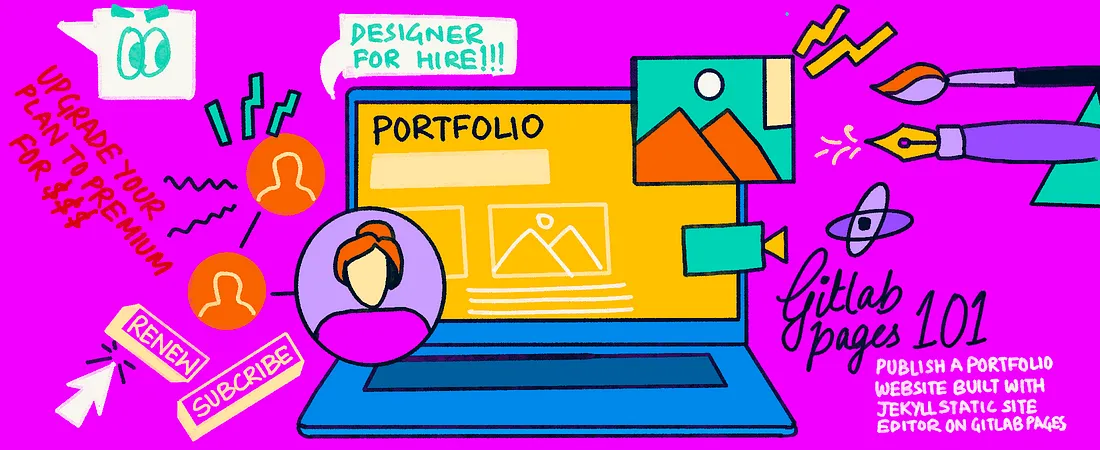 DESIGNER
FOR HIRE!!!
UPGRADE YOUR
PLAN TO PREMIUM
FOR $$$
PORTFOLIO
RENEW
SUBCRIBE
Gitlab
pages 101
PUBLISH A PORTFOLIO
WEBSITE BUILT WITH
JEKYLL STATIC SITE
EDITOR ON GITLAB PAGES